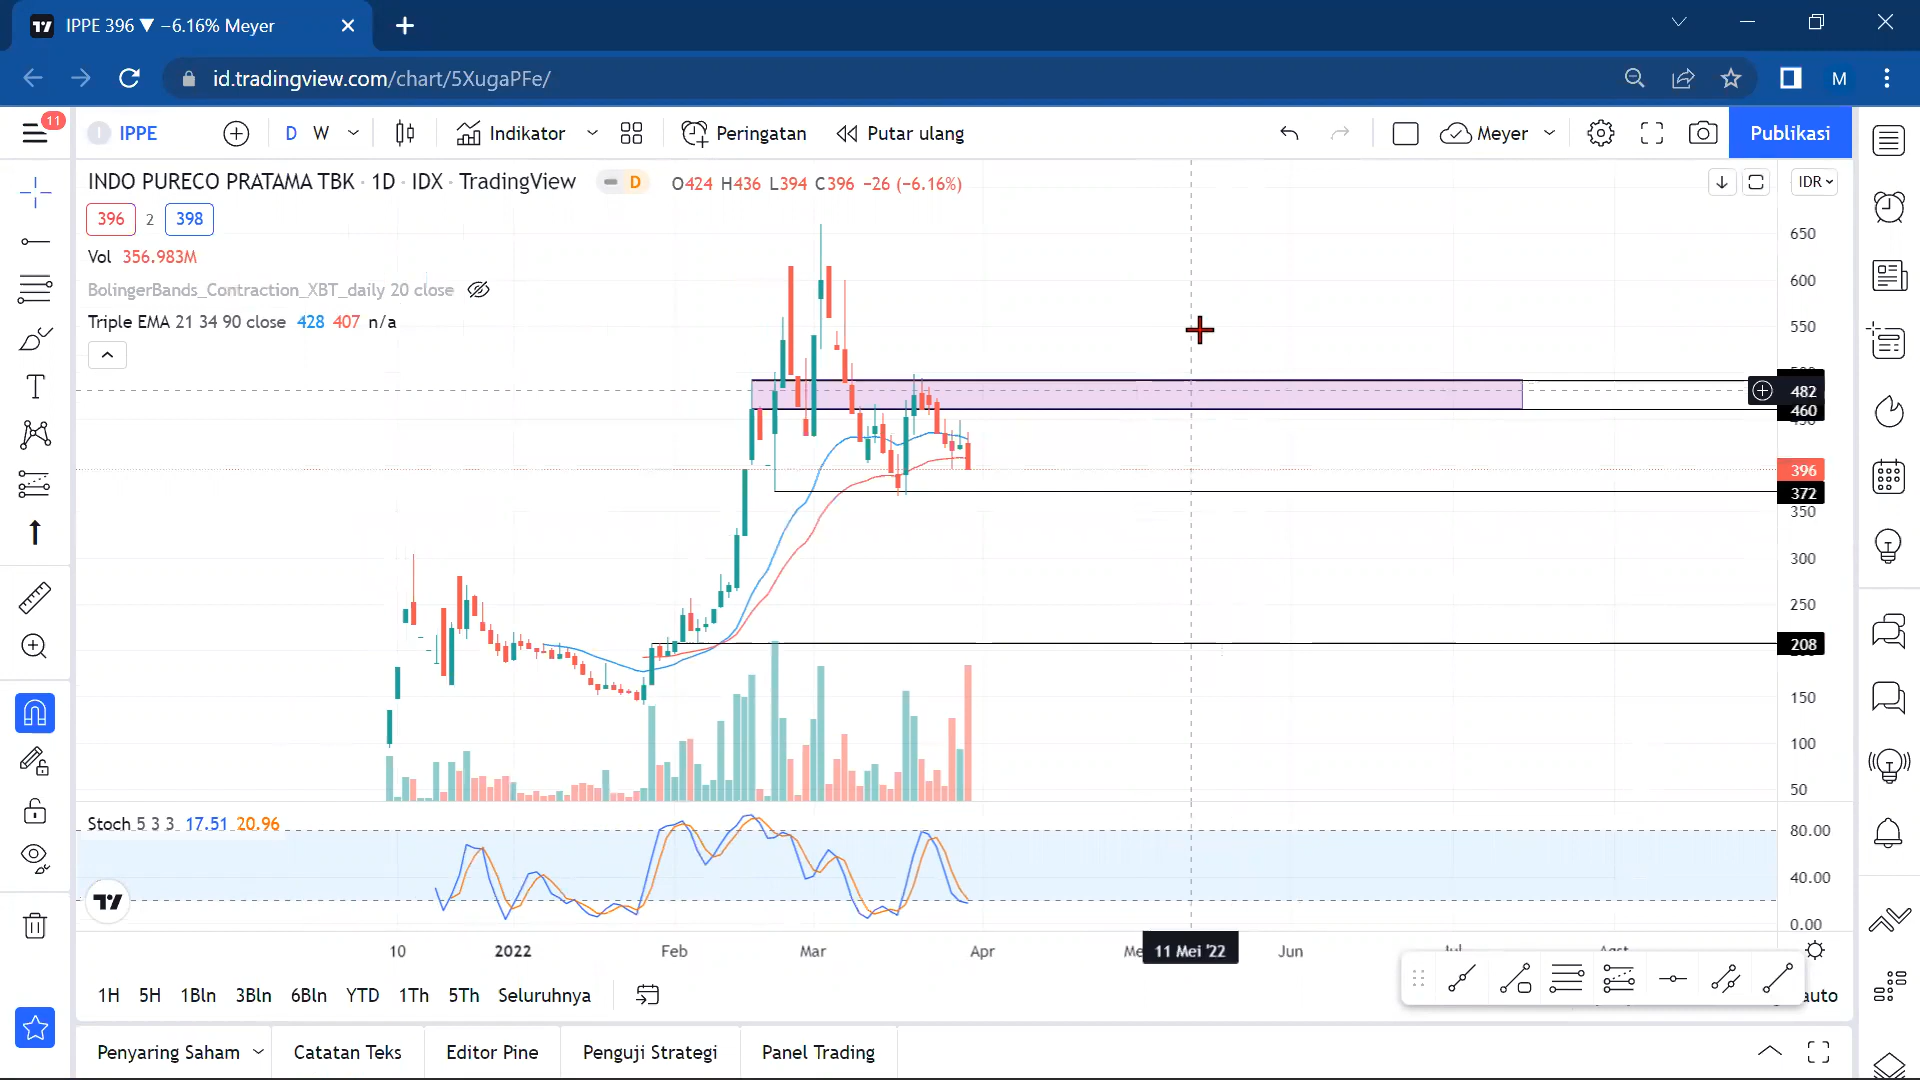 IPPE 396 ▼ −6.16% Meyer
id.tradingview.com/chart/5XugaPFe/
M
11
IPPE
D W
Indikator
Peringatan
Putar ulang
Meyer
Publikasi
INDO PURECO PRATAMA TBK · 1D · IDX · TradingView
D
O424 H436 L394 C396 −26 (−6.16%)
IDR
396 2 398
Vol 356.983M
BolingerBands_Contraction_XBT_daily 20 close
Triple EMA 21 34 90 close 428 407 n/a
650
600
550
482
460
396
372
350
300
250
208
150
100
50
Stoch 5 3 3 17.51 20.96
80.00
40.00
0.00
10 2022 Feb Mar Apr Me 11 Mei '22 Jun Jul Agst
1H 5H 1Bln 3Bln 6Bln YTD 1Th 5Th Seluruhnya
auto
Penyaring Saham Catatan Teks Editor Pine Penguji Strategi Panel Trading